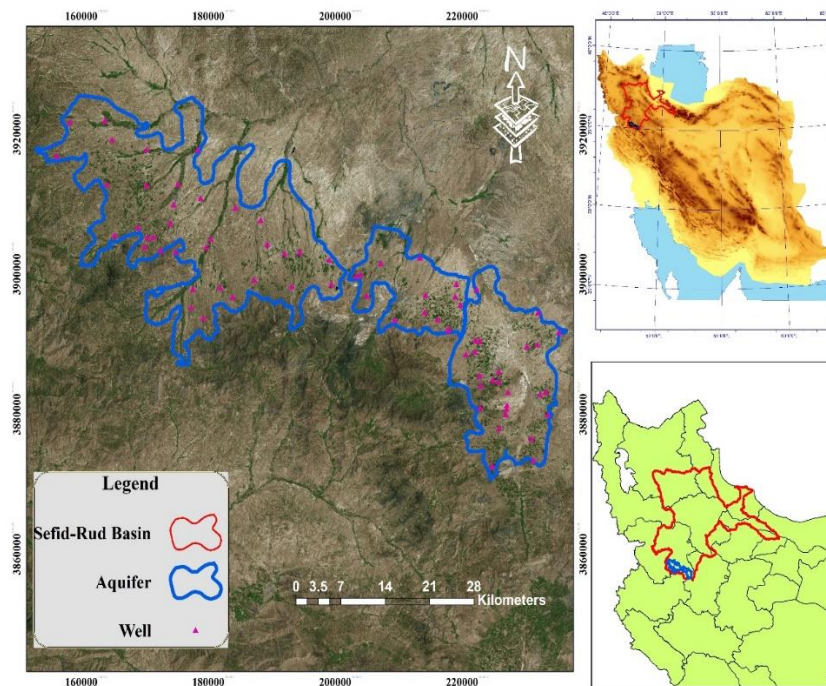 160000 180000 200000 220000
N
3920000 3920000
3900000 3900000
3880000 3880000
3860000 3860000
Legend
Sefid-Rud Basin
Aquifer
Well
0 3.5 7 14 21 28
Kilometers
160000 180000 200000 220000